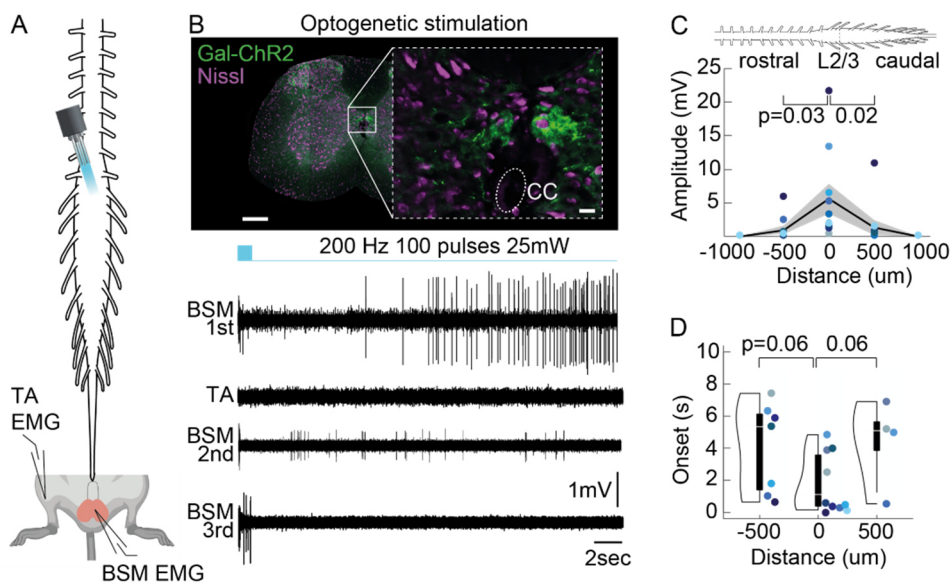 A
TA
EMG
BSM EMG
B
Optogenetic stimulation
Gal-ChR2
Nissl
CC
200 Hz 100 pulses 25mW
BSM
1st
TA
BSM
2nd
BSM
3rd
1mV
2sec
C
rostral L2/3 caudal
25
20
15
10
5
p=0.03 0.02
Amplitude (mV)
-1000 -500 0 500 1000
Distance (um)
D
p=0.06 0.06
10
8
6
4
2
0
Onset (s)
-500 0 500
Distance (um)